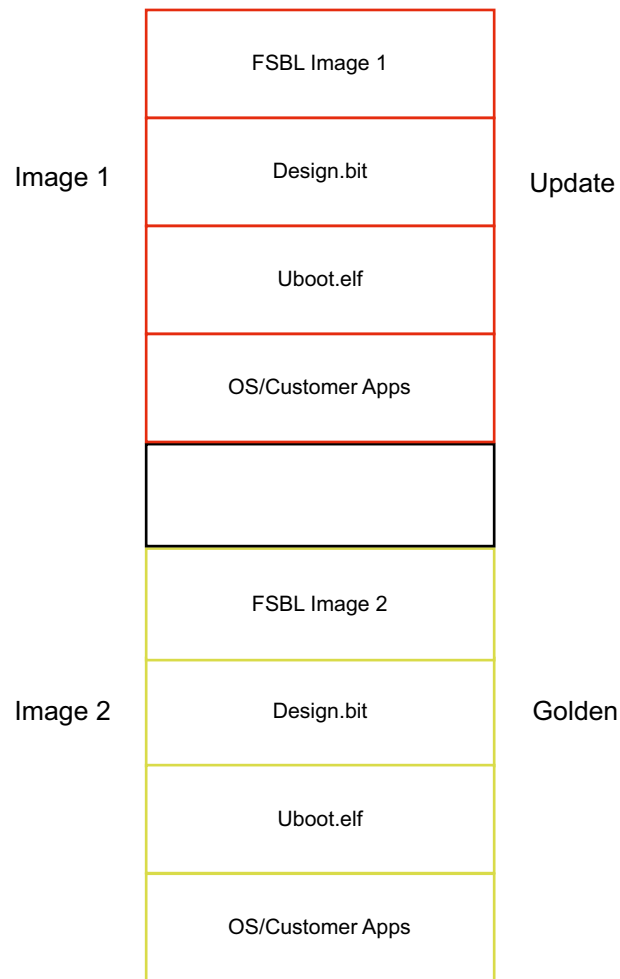 FSBL Image 1
Image 1
Design.bit
Update
Uboot.elf
OS/Customer Apps
FSBL Image 2
Image 2
Design.bit
Golden
Uboot.elf
OS/Customer Apps